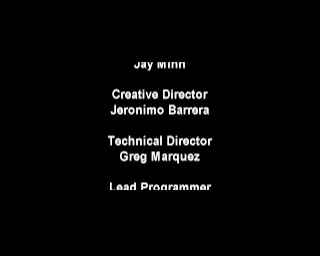 Jay Minn
Creative Director
Jeronimo Barrera
Technical Director
Greg Marquez
Lead Programmer